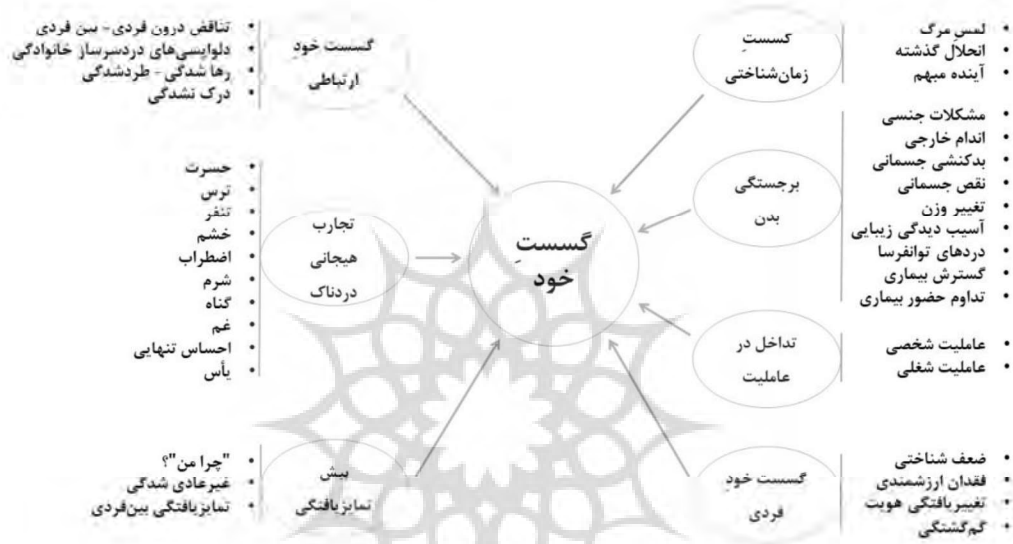 لمسِ مرگ
انحلال گذشته
آینده مبهم
گسستِ
زمان‌شناختی
مشکلات جنسی
اندام خارجی
بدکنشی جسمانی
نقص جسمانی
تغییر وزن
آسیب دیدگی زیبایی
دردهای توانفرسا
گسترش بیماری
تداوم حضور بیماری
برجستگی
بدن
عاملیت شخصی
عاملیت شغلی
تداخل در
عاملیت
ضعف شناختی
فقدان ارزشمندی
تغییریافتگی هویت
گم‌گشتگی
گسست خودِ
فردی
گسستِ
خود
گسست خودِ
ارتباطی
تناقض درون فردی- بین فردی
دلواپسی‌های دردسرساز خانوادگی
رها شدگی - طردشدگی
درک نشدگی
تجارب
هیجانی
دردناک
حسرت
ترس
تنفر
خشم
اضطراب
شرم
گناه
غم
احساس تنهایی
یأس
بیش
تمایزیافتگی
"چرا من"؟
غیرعادی شدگی
تمایزیافتگی بین‌فردی